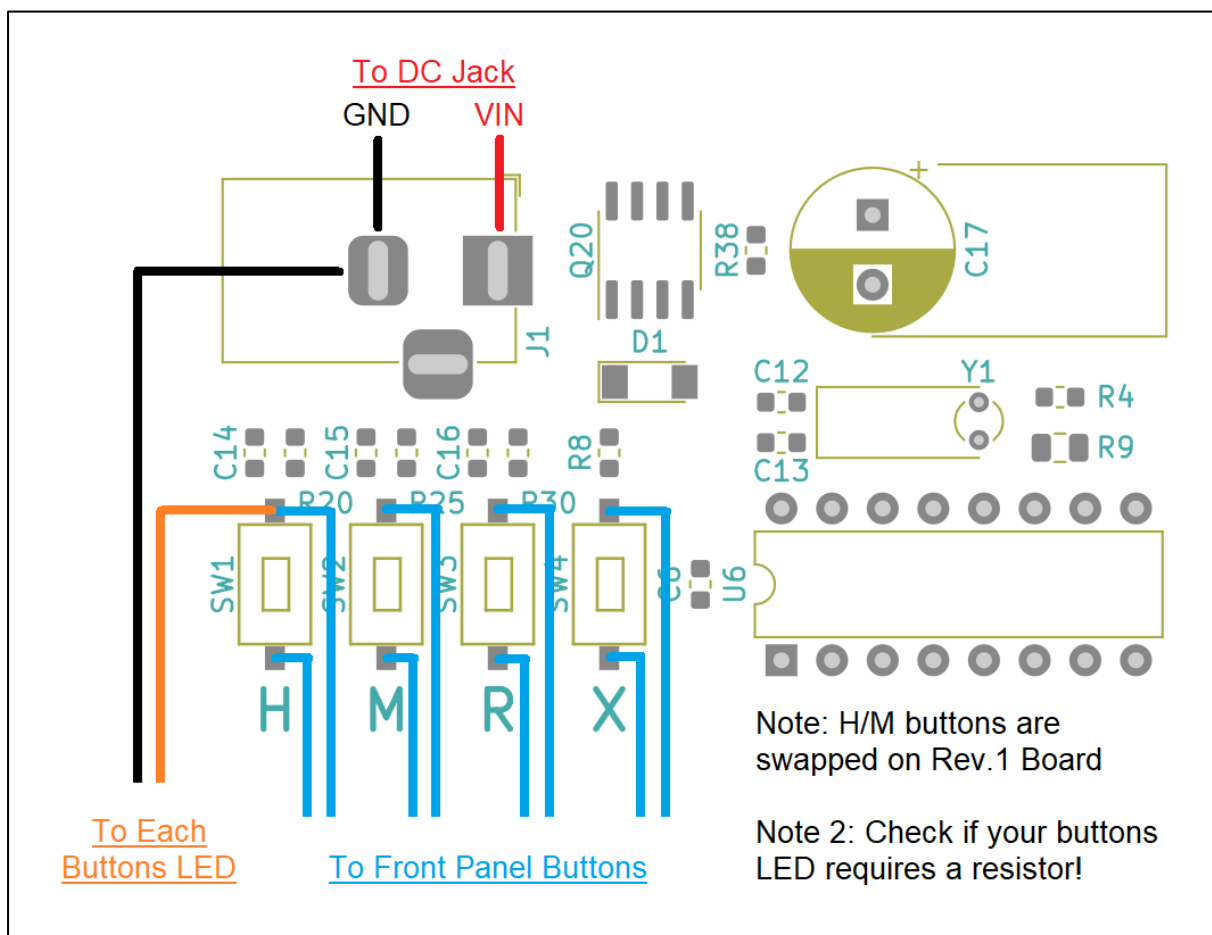 To DC Jack
GND VIN
+
Q20
R38
C17
J1
D1
C12
Y1
R4
C14
C15
C16
R8
C13
R9
R20
R25
R30
SW1
SW2
SW3
SW4
C6
U6
H M R X
Note: H/M buttons are
swapped on Rev.1 Board
To Each
Buttons LED
To Front Panel Buttons
Note 2: Check if your buttons
LED requires a resistor!